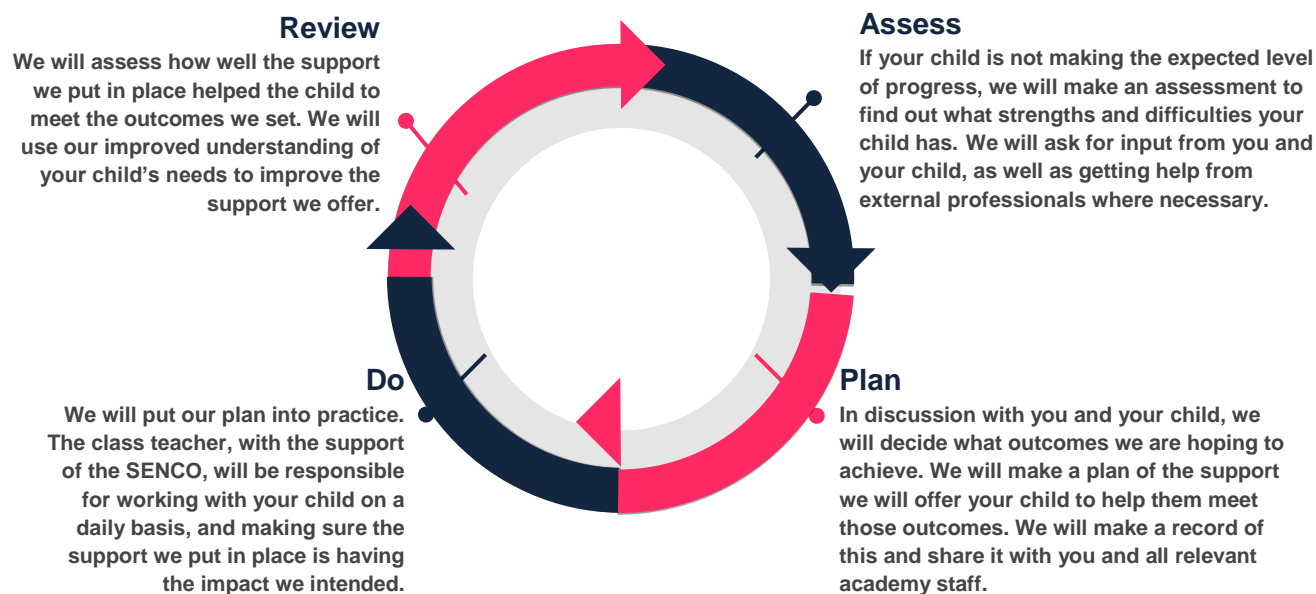 Review
We will assess how well the support
we put in place helped the child to
meet the outcomes we set. We will
use our improved understanding of
your child’s needs to improve the
support we offer.
Assess
If your child is not making the expected level
of progress, we will make an assessment to
find out what strengths and difficulties your
child has. We will ask for input from you and
your child, as well as getting help from
external professionals where necessary.
Do
We will put our plan into practice.
The class teacher, with the support
of the SENCO, will be responsible
for working with your child on a
daily basis, and making sure the
support we put in place is having
the impact we intended.
Plan
In discussion with you and your child, we
will decide what outcomes we are hoping to
achieve. We will make a plan of the support
we will offer your child to help them meet
those outcomes. We will make a record of
this and share it with you and all relevant
academy staff.